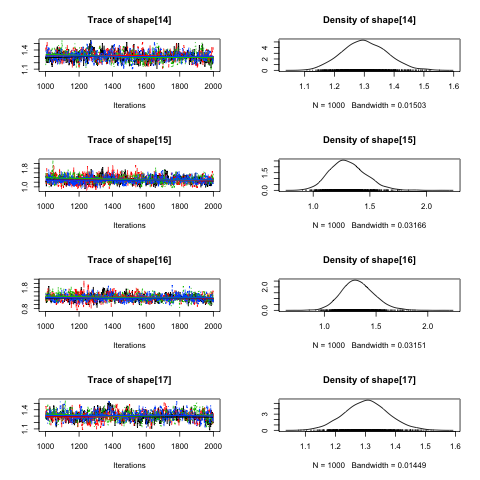 Trace of shape[14]
1.1 1.4
1000 1200 1400 1600 1800 2000
Iterations
Density of shape[14]
0 2 4
1.1 1.2 1.3 1.4 1.5 1.6
N = 1000 Bandwidth = 0.01503
Trace of shape[15]
1.0 1.8
1000 1200 1400 1600 1800 2000
Iterations
Density of shape[15]
0.0 1.5
1.0 1.5 2.0
N = 1000 Bandwidth = 0.03166
Trace of shape[16]
0.8 1.8
1000 1200 1400 1600 1800 2000
Iterations
Density of shape[16]
0.0 2.0
1.0 1.5 2.0
N = 1000 Bandwidth = 0.03151
Trace of shape[17]
1.1 1.4
1000 1200 1400 1600 1800 2000
Iterations
Density of shape[17]
0 3
1.1 1.2 1.3 1.4 1.5 1.6
N = 1000 Bandwidth = 0.01449